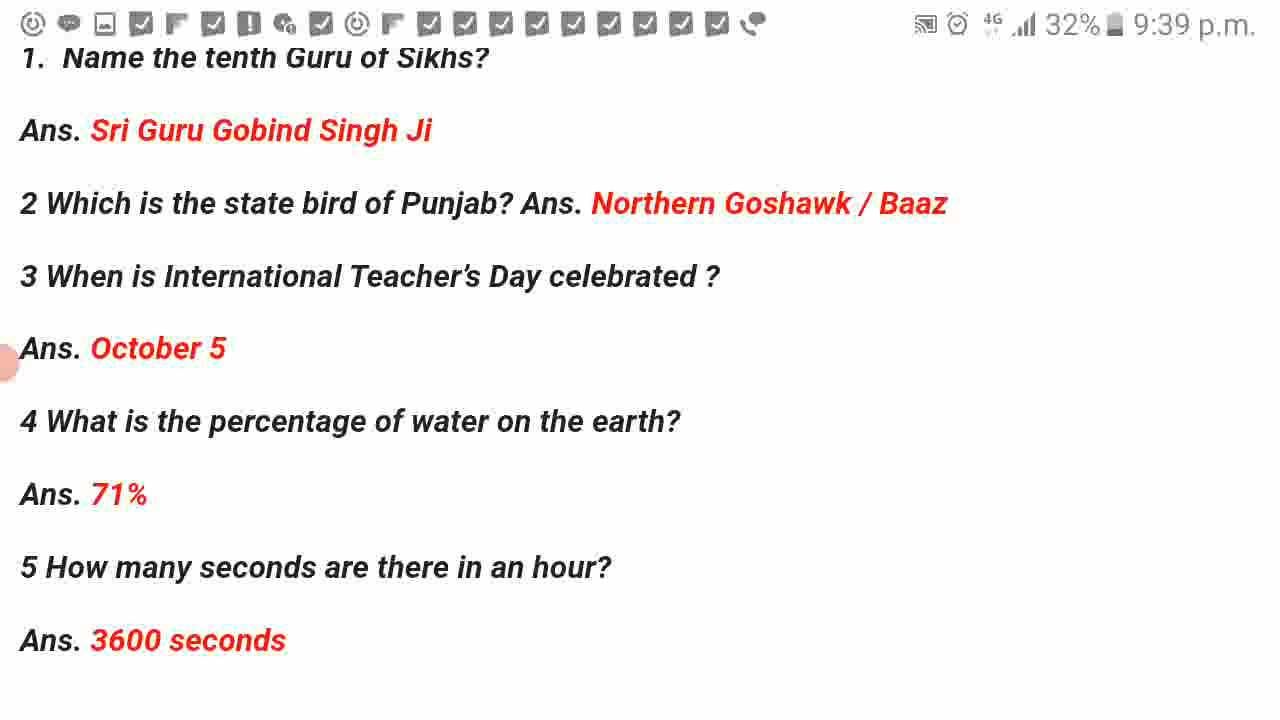 4G 32% 9:39 p.m.
1. Name the tenth Guru of Sikhs?
Ans. Sri Guru Gobind Singh Ji
2 Which is the state bird of Punjab? Ans. Northern Goshawk / Baaz
3 When is International Teacher’s Day celebrated ?
Ans. October 5
4 What is the percentage of water on the earth?
Ans. 71%
5 How many seconds are there in an hour?
Ans. 3600 seconds